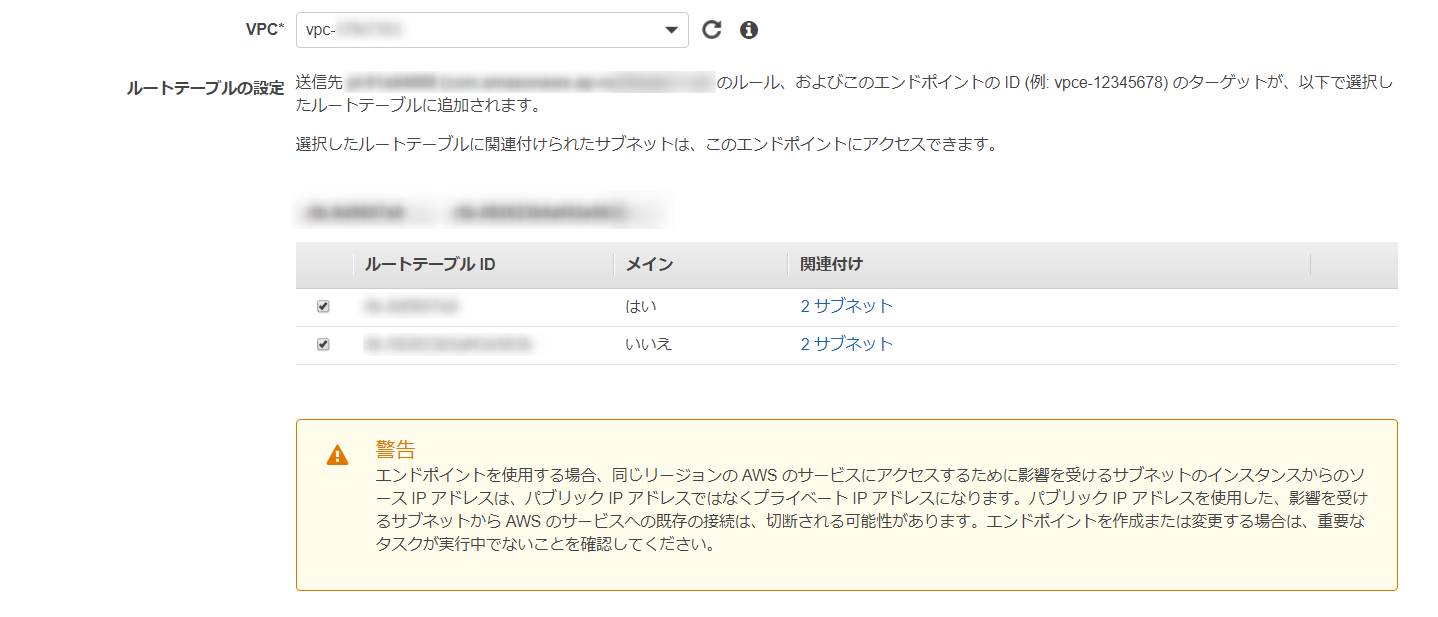 VPC* vpc-
ルートテーブルの設定 送信先 のルール、およびこのエンドポイントの ID (例: vpce-12345678) のターゲットが、以下で選択し
たルートテーブルに追加されます。
選択したルートテーブルに関連付けられたサブネットは、このエンドポイントにアクセスできます。
ルートテーブル ID メイン 関連付け
はい 2 サブネット
いいえ 2 サブネット
警告
エンドポイントを使用する場合、同じリージョンの AWS のサービスにアクセスするために影響を受けるサブネットのインスタンスからのソ
ース IP アドレスは、パブリック IP アドレスではなくプライベート IP アドレスになります。パブリック IP アドレスを使用した、影響を受け
るサブネットから AWS のサービスへの既存の接続は、切断される可能性があります。エンドポイントを作成または変更する場合は、重要な
タスクが実行中でないことを確認してください。